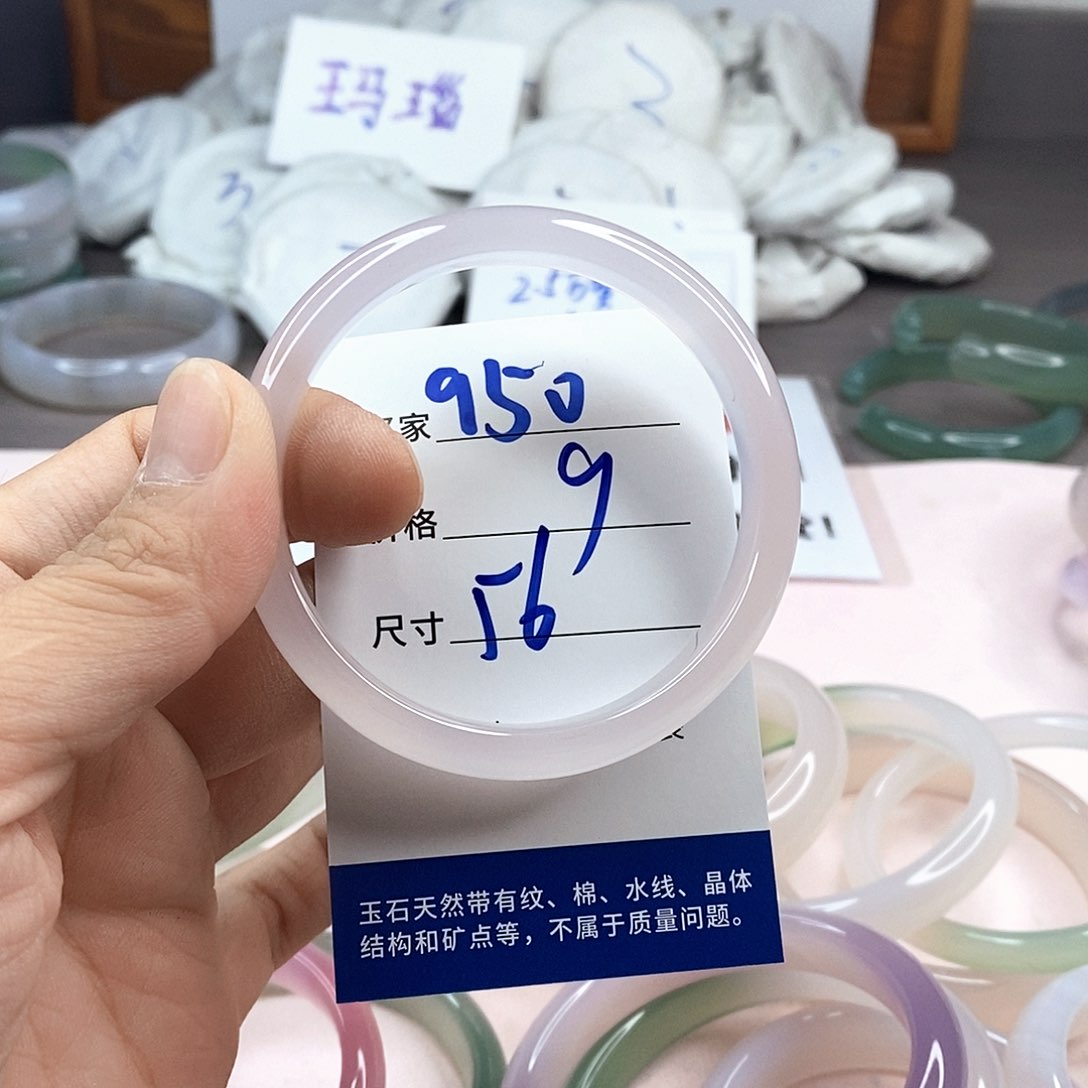 玛瑙
家 950
格 9
尺寸 56
玉石天然带有纹、棉、水线、晶体
结构和矿点等，不属于质量问题。